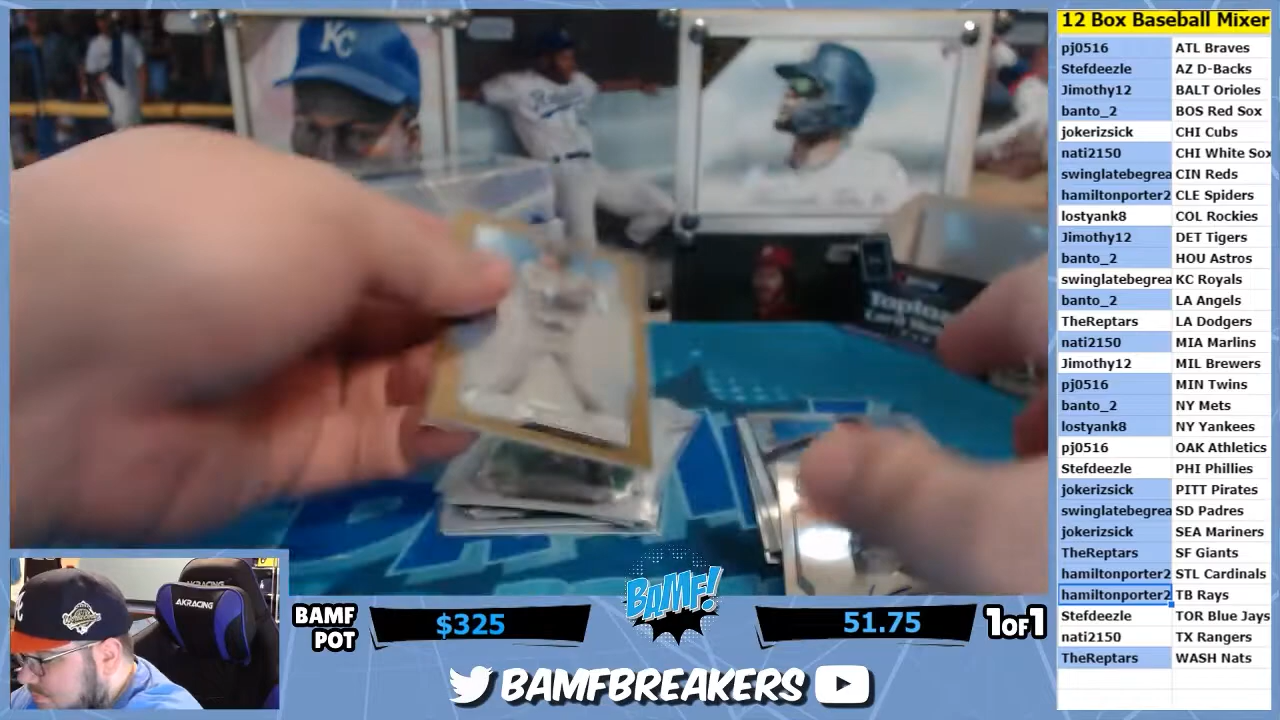 12 Box Baseball Mixer
pj0516 ATL Braves
Stefdeezle AZ D-Backs
Jimothy12 BALT Orioles
banto_2 BOS Red Sox
jokerizsick CHI Cubs
nati2150 CHI White Sox
swinglatebegrea CIN Reds
hamiltonporter2 CLE Spiders
lostyank8 COL Rockies
Jimothy12 DET Tigers
banto_2 HOU Astros
swinglatebegrea KC Royals
banto_2 LA Angels
TheReptars LA Dodgers
nati2150 MIA Marlins
Jimothy12 MIL Brewers
pj0516 MIN Twins
banto_2 NY Mets
lostyank8 NY Yankees
pj0516 OAK Athletics
Stefdeezle PHI Phillies
jokerizsick PITT Pirates
swinglatebegrea SD Padres
jokerizsick SEA Mariners
TheReptars SF Giants
hamiltonporter2 STL Cardinals
hamiltonporter2 TB Rays
Stefdeezle TOR Blue Jays
nati2150 TX Rangers
TheReptars WASH Nats
KC
AKRACING
BAMF POT
$325
BAMF!
51.75
1OF1
BAMFBREAKERS